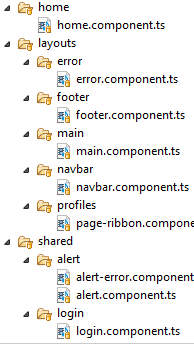 home
home.component.ts
layouts
error
error.component.ts
footer
footer.component.ts
main
main.component.ts
navbar
navbar.component.ts
profiles
page-ribbon.compone
shared
alert
alert-error.component
alert.component.ts
login
login.component.ts